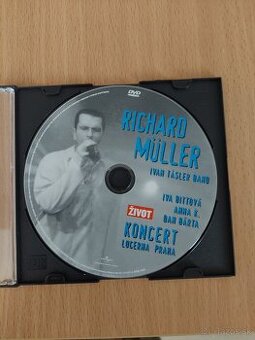 DVD
RICHARD
MÜLLER
IVAN TÁSLER BAND
IVA BITTOVÁ
ANNA K.
DAN BÁRTA
ŽIVOT
KONCERT
LUCERNA PRAHA